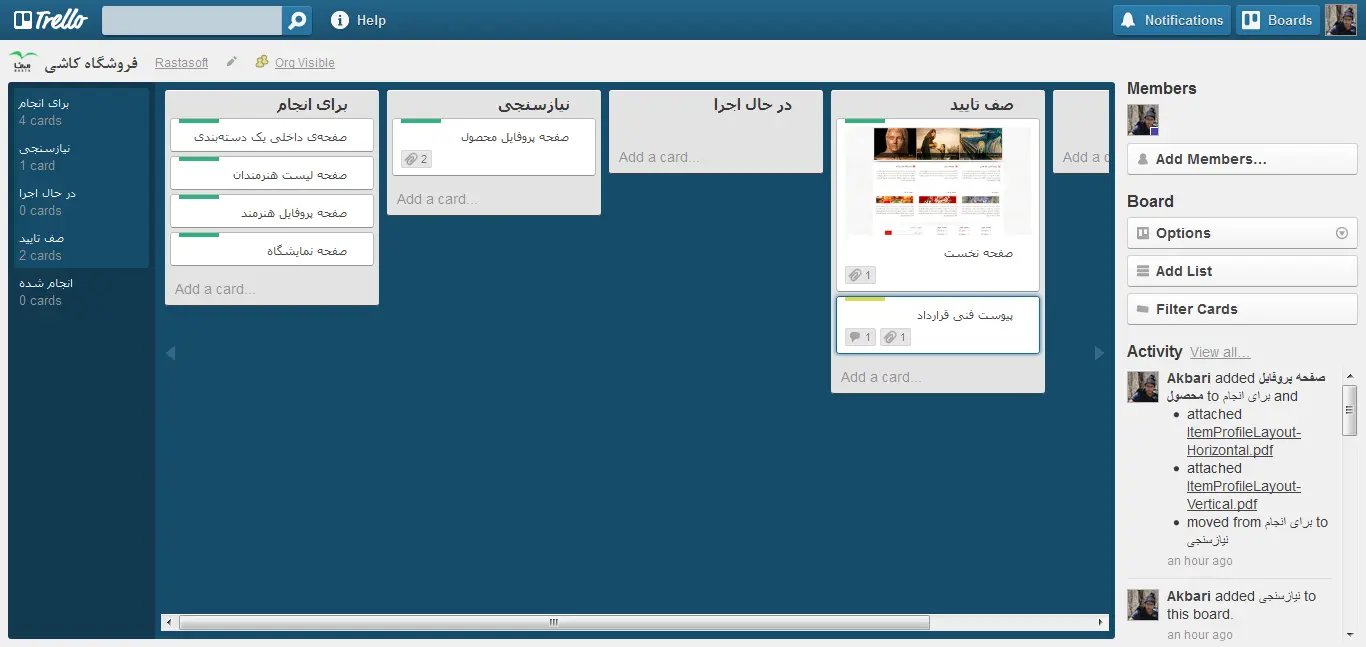 Trello
Help
Notifications
Boards
فروشگاه کاشی
Rastasoft
Org Visible
برای انجام
4 cards
نیازسنجی
1 card
در حال اجرا
0 cards
صف تایید
2 cards
انجام شده
0 cards
برای انجام
صفحه‌ی داخلی یک دسته‌بندی
صفحه لیست هنرمندان
صفحه پروفایل هنرمند
صفحه نمایشگاه
Add a card...
نیازسنجی
صفحه پروفایل محصول
2
Add a card...
در حال اجرا
Add a card...
صف تایید
صفحه نخست
1
پیوست فنی قرارداد
1 1
Add a card...
Add a c
Members
Add Members...
Board
Options
Add List
Filter Cards
Activity View all...
Akbari added صفحه پروفایل
محصول to برای انجام and
• attached
ItemProfileLayout-
Horizontal.pdf
• attached
ItemProfileLayout-
Vertical.pdf
• moved from برای انجام to
نیازسنجی
an hour ago
Akbari added نیازسنجی to
this board.
an hour ago